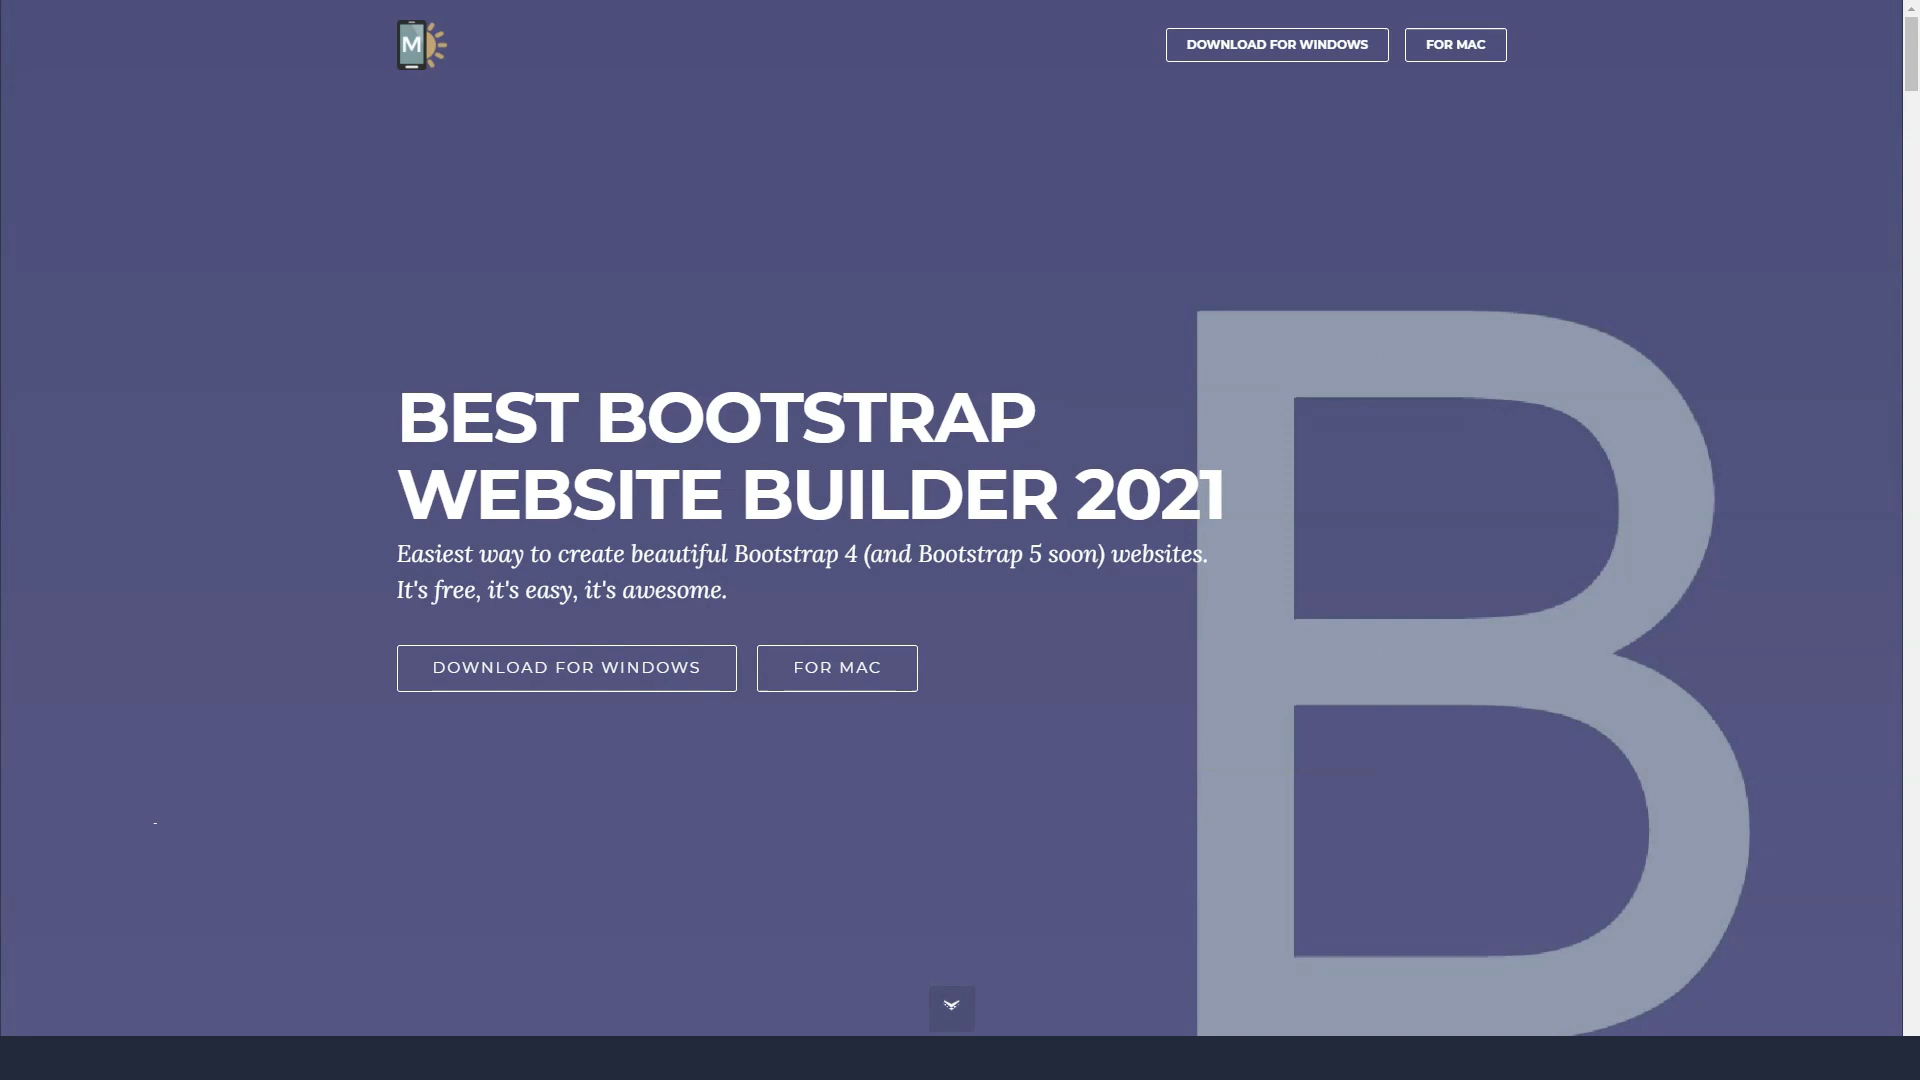 M
DOWNLOAD FOR WINDOWS
FOR MAC
BEST BOOTSTRAP
WEBSITE BUILDER 2021
Easiest way to create beautiful Bootstrap 4 (and Bootstrap 5 soon) websites.
It's free, it's easy, it's awesome.
DOWNLOAD FOR WINDOWS
FOR MAC
B